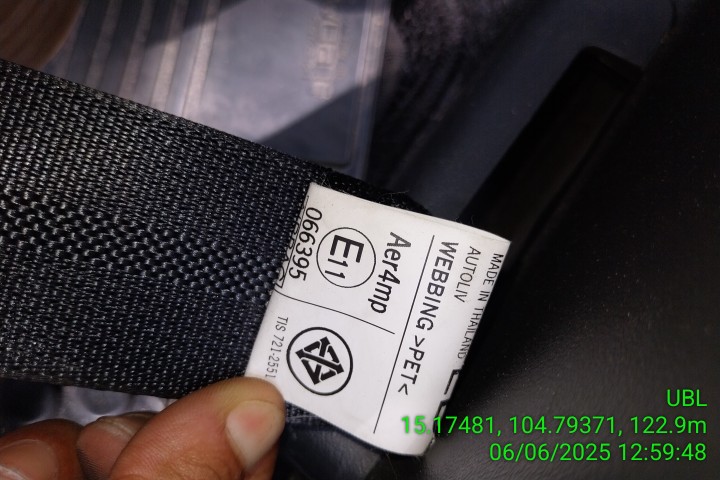 MADE IN THAILAND
AUTOLIV
WEBBING >PET<
Aer4mp
E11
066395
TIS 721-2551
UBL
15.17481, 104.79371, 122.9m
06/06/2025 12:59:48